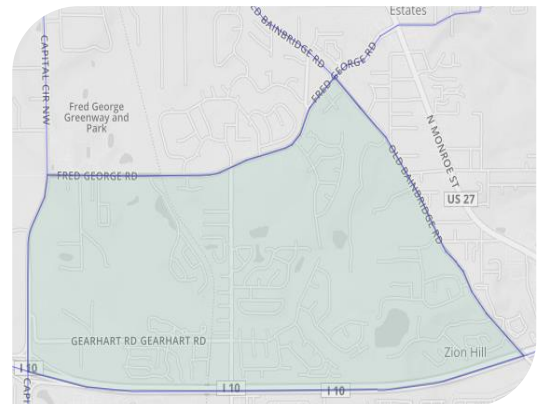 Estates
OLD BAINBRIDGE RD
FRED GEORGE RD
CAPITAL CIR NW
Fred George
Greenway and
Park
N MONROE ST
FRED GEORGE RD
OLD BAINBRIDGE RD
US 27
GEARHART RD GEARHART RD
Zion Hill
I 10
I 10
I 10
CAPI